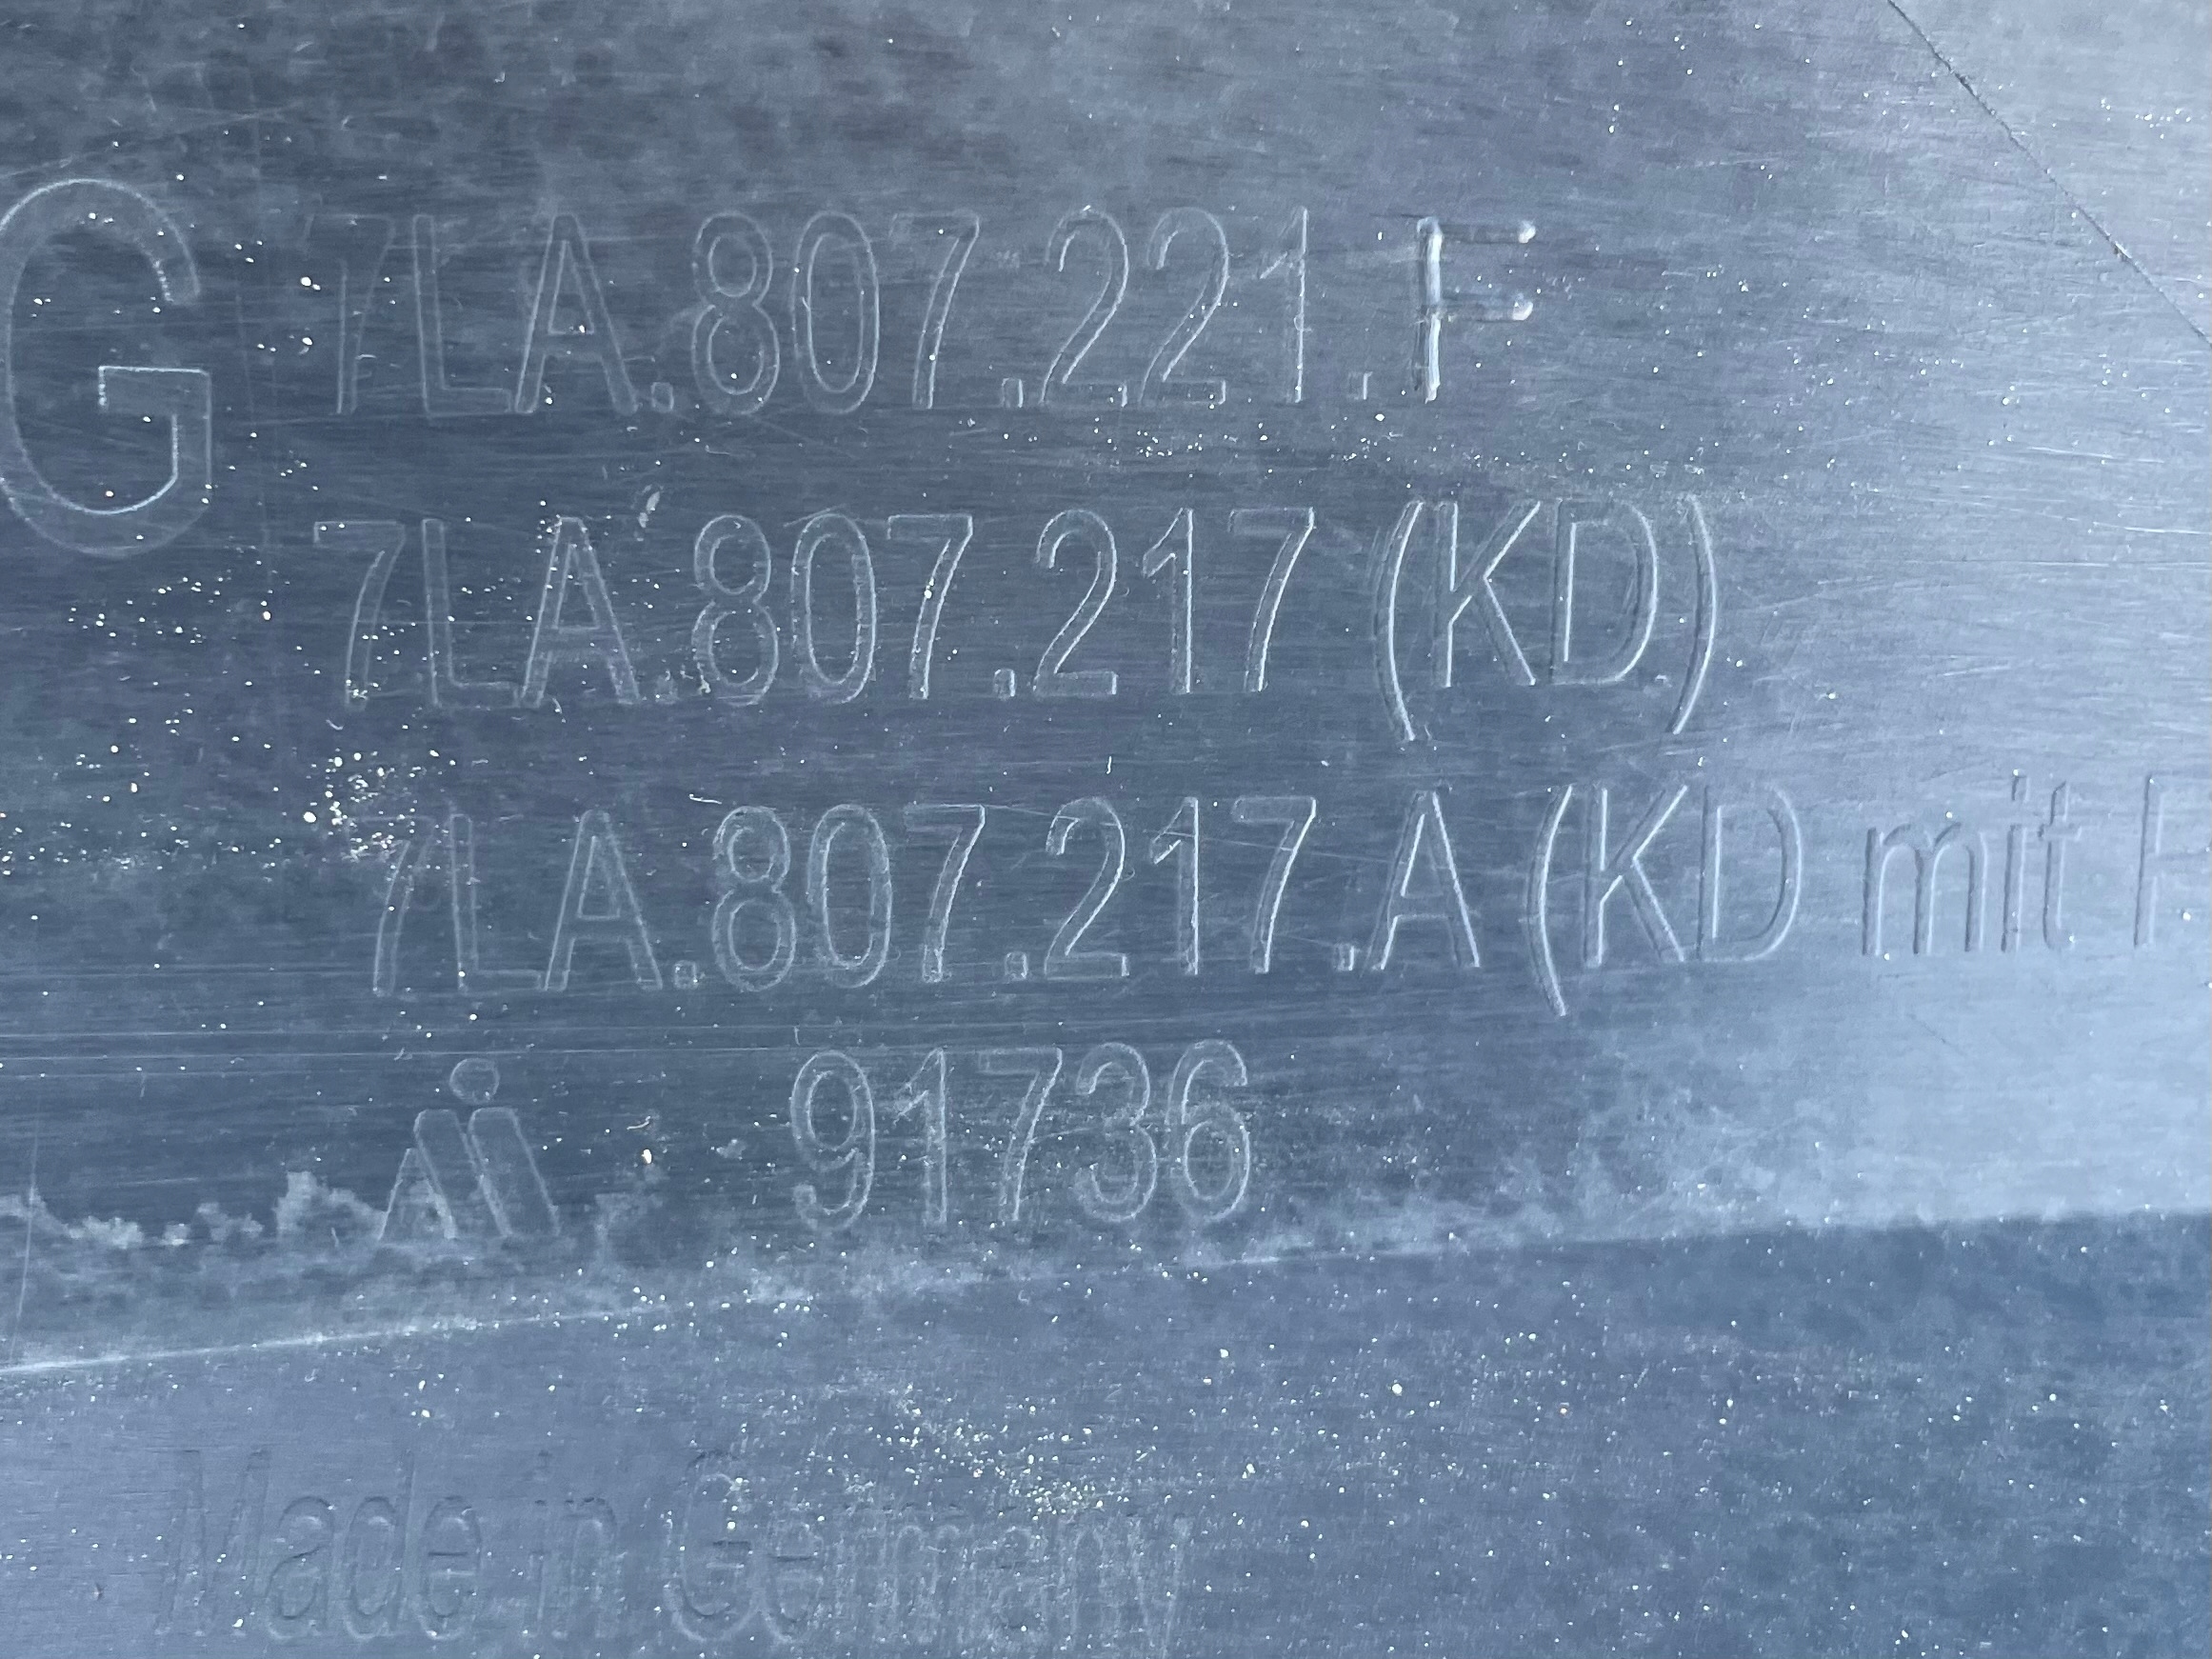 G 7LA.807.221.F
7LA.807.217 (KD)
7LA.807.217.A (KD mit
91736
Made in Germany